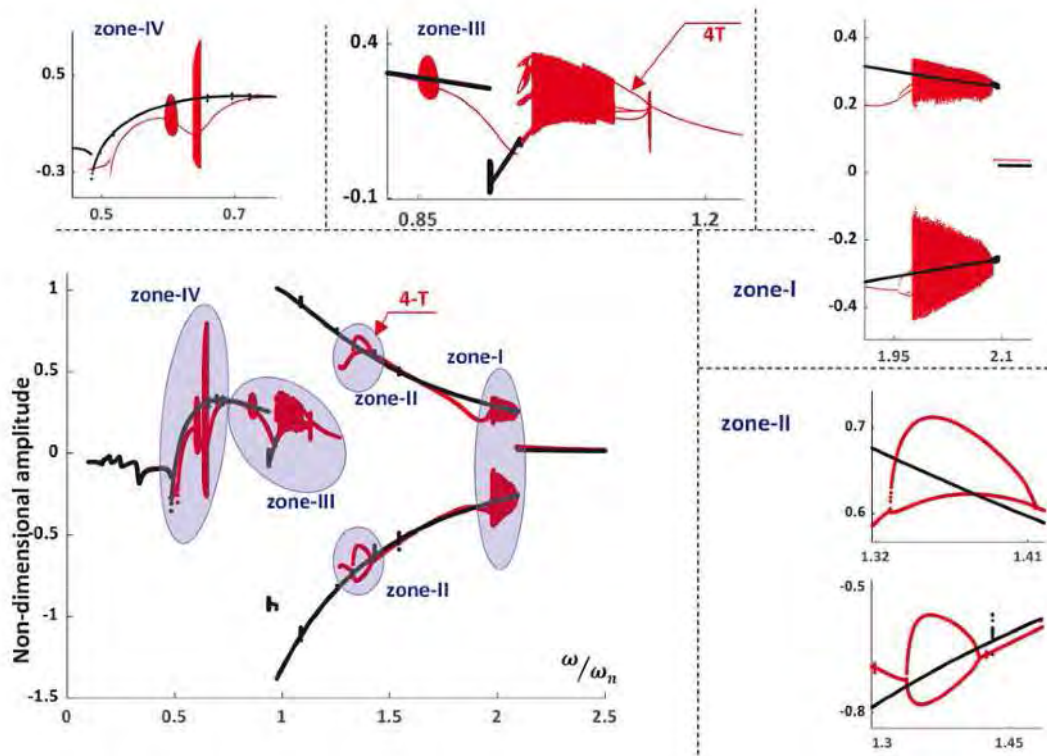 zone-IV
0.5
-0.3
0.5
0.7
zone-III
0.4
4T
-0.1
0.85
1.2
0.4
0.2
0
-0.2
-0.4
zone-I
1.95
2.1
zone-IV
4-T
zone-I
zone-II
zone-III
zone-II
1
0.5
0
-0.5
-1
-1.5
Non-dimensional amplitude
ω/ωn
0
0.5
1
1.5
2
2.5
zone-II
0.7
0.6
1.32
1.41
-0.5
-0.8
1.3
1.45